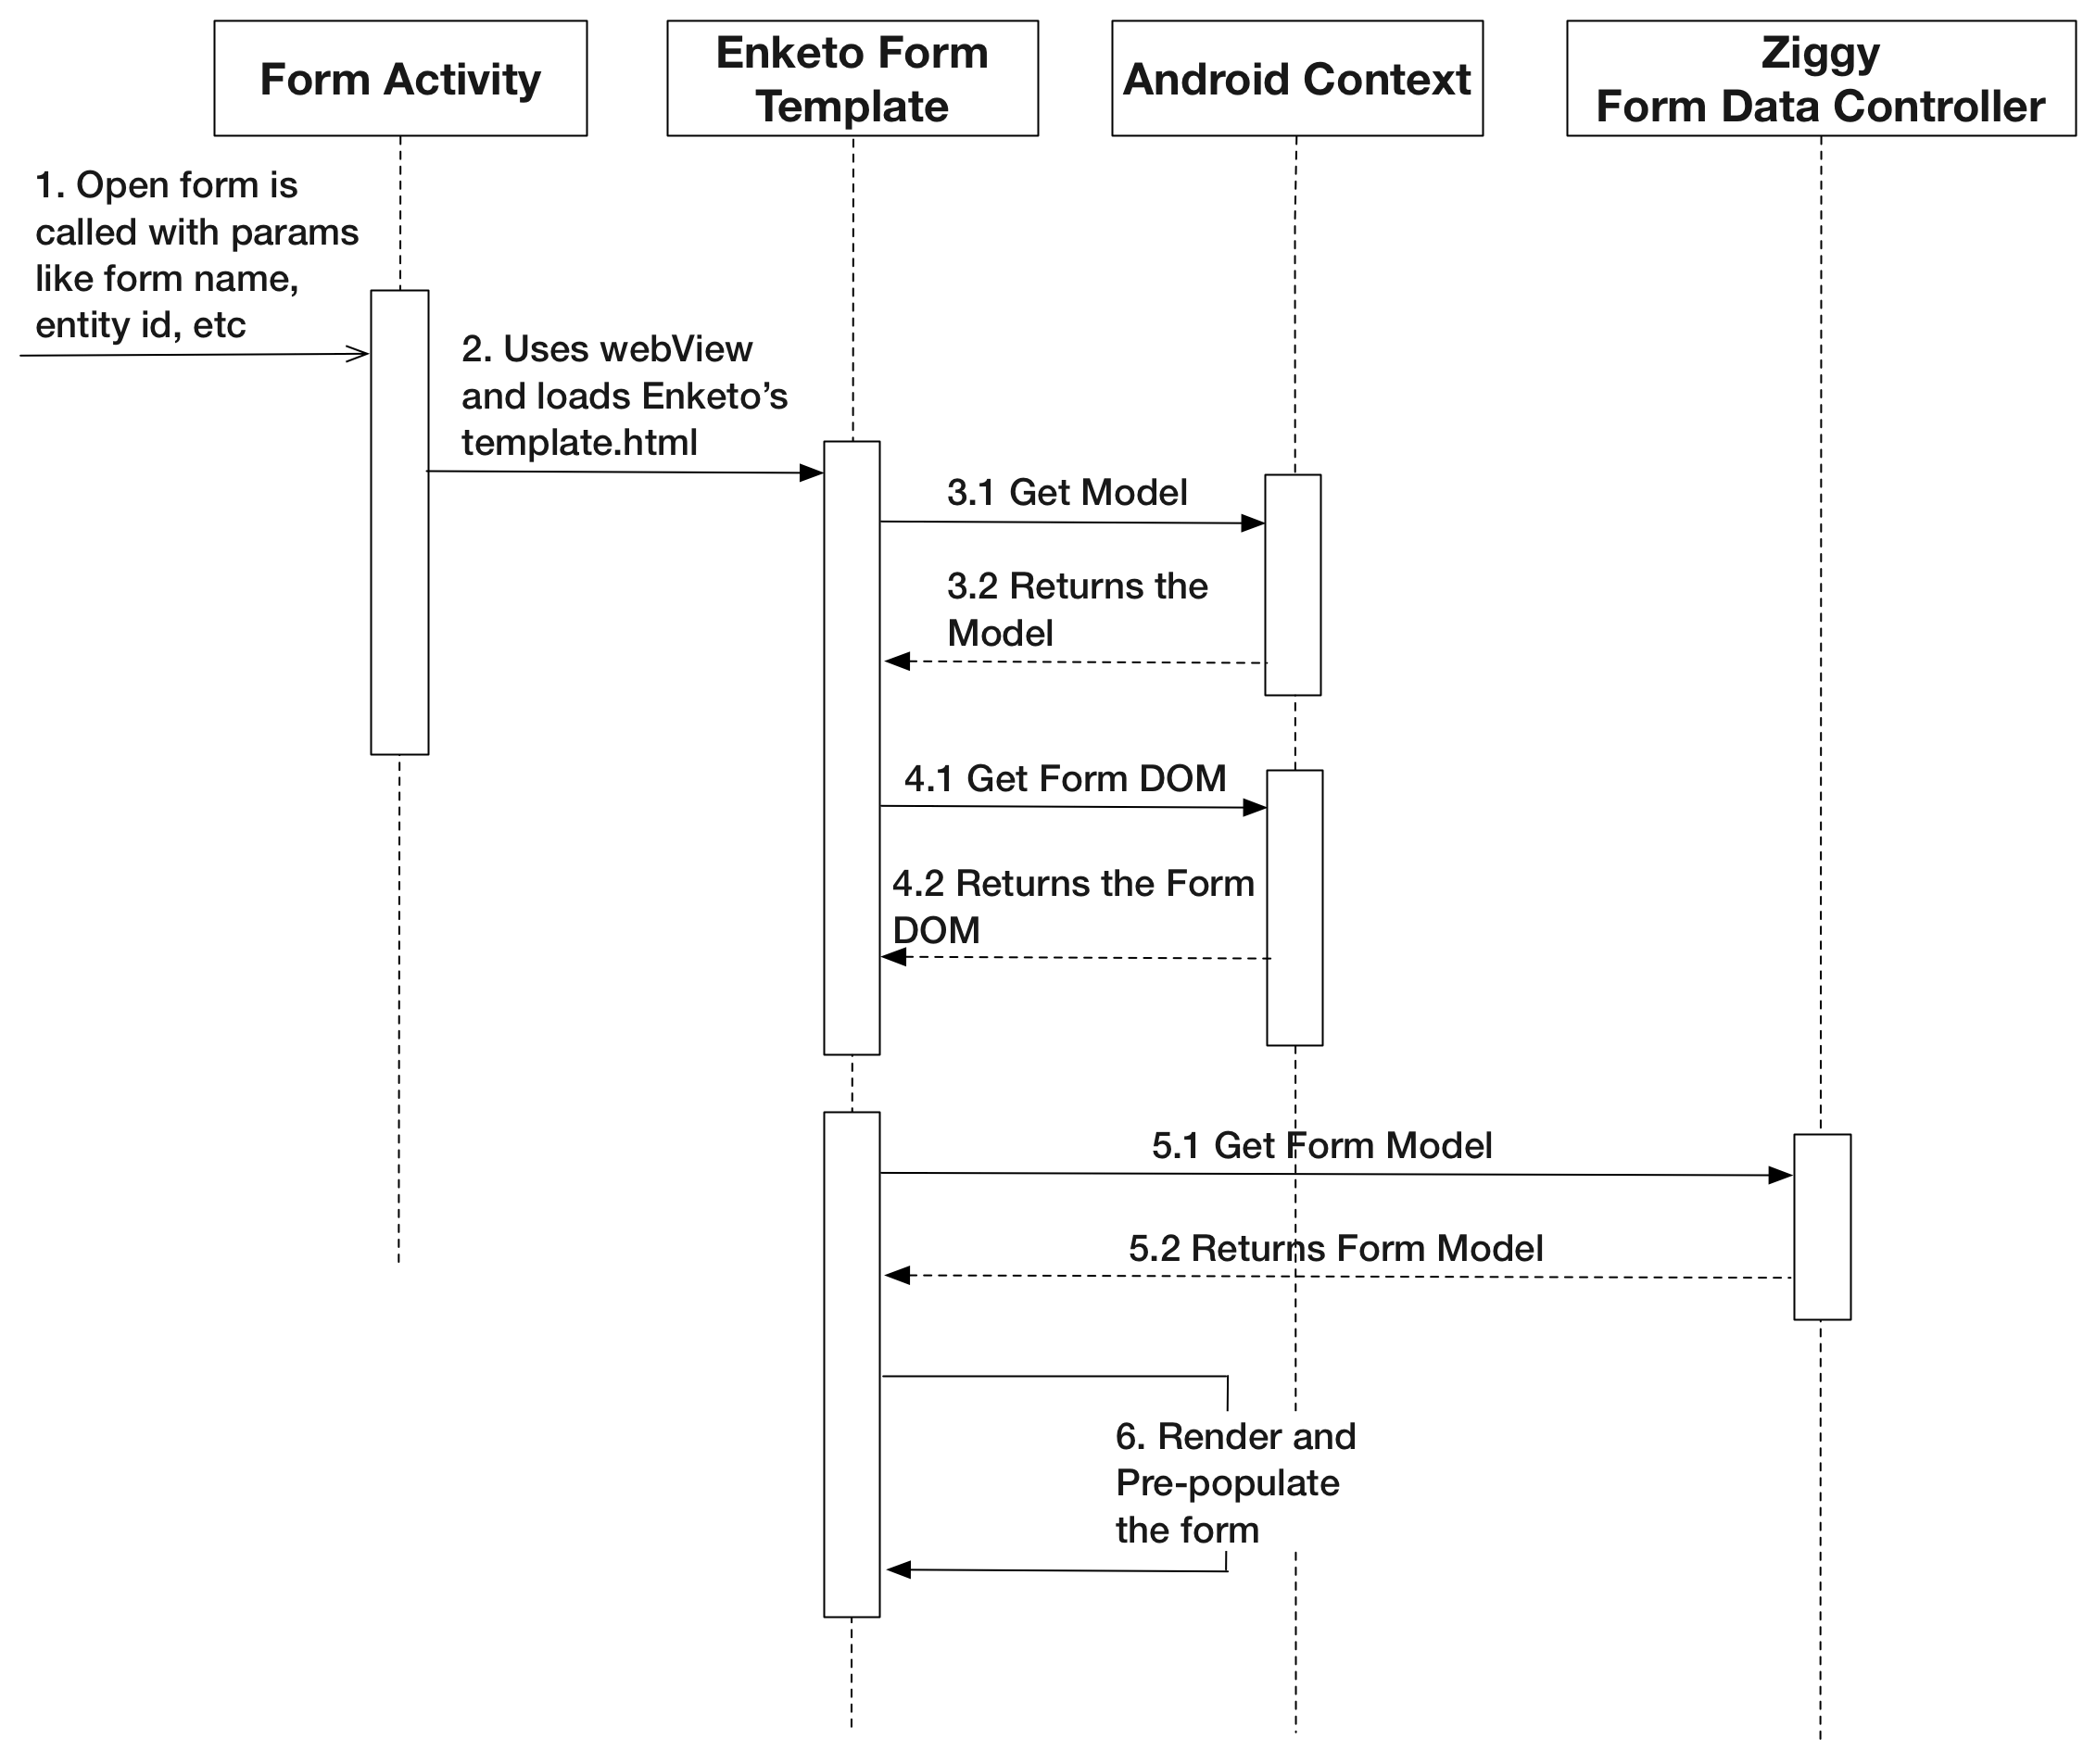 Form Activity
Enketo Form
Template
Android Context
Ziggy
Form Data Controller
1. Open form is
called with params
like form name,
entity id, etc
2. Uses webView
and loads Enketo’s
template.html
3.1 Get Model
3.2 Returns the
Model
4.1 Get Form DOM
4.2 Returns the Form
DOM
5.1 Get Form Model
5.2 Returns Form Model
6. Render and
Pre-populate
the form